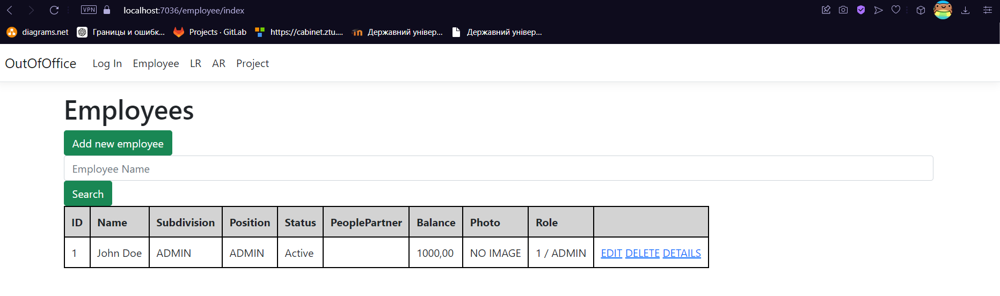 VPN localhost:7036/employee/index
diagrams.net Границы и ошибк... Projects · GitLab https://cabinet.ztu.... Державний універ... Державний універ...
OutOfOffice Log In Employee LR AR Project
Employees
Add new employee
Employee Name
Search
ID Name Subdivision Position Status PeoplePartner Balance Photo Role
1 John Doe ADMIN ADMIN Active 1000,00 NO IMAGE 1 / ADMIN EDIT DELETE DETAILS